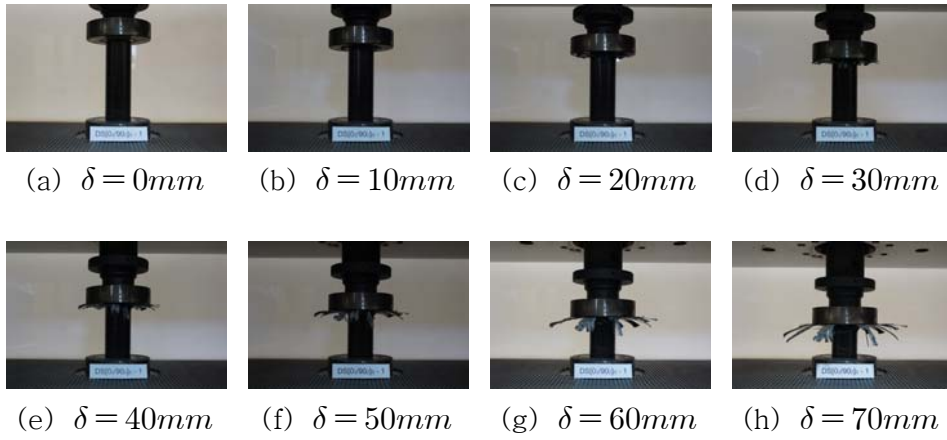 (a) δ = 0mm
(b) δ = 10mm
(c) δ = 20mm
(d) δ = 30mm
(e) δ = 40mm
(f) δ = 50mm
(g) δ = 60mm
(h) δ = 70mm